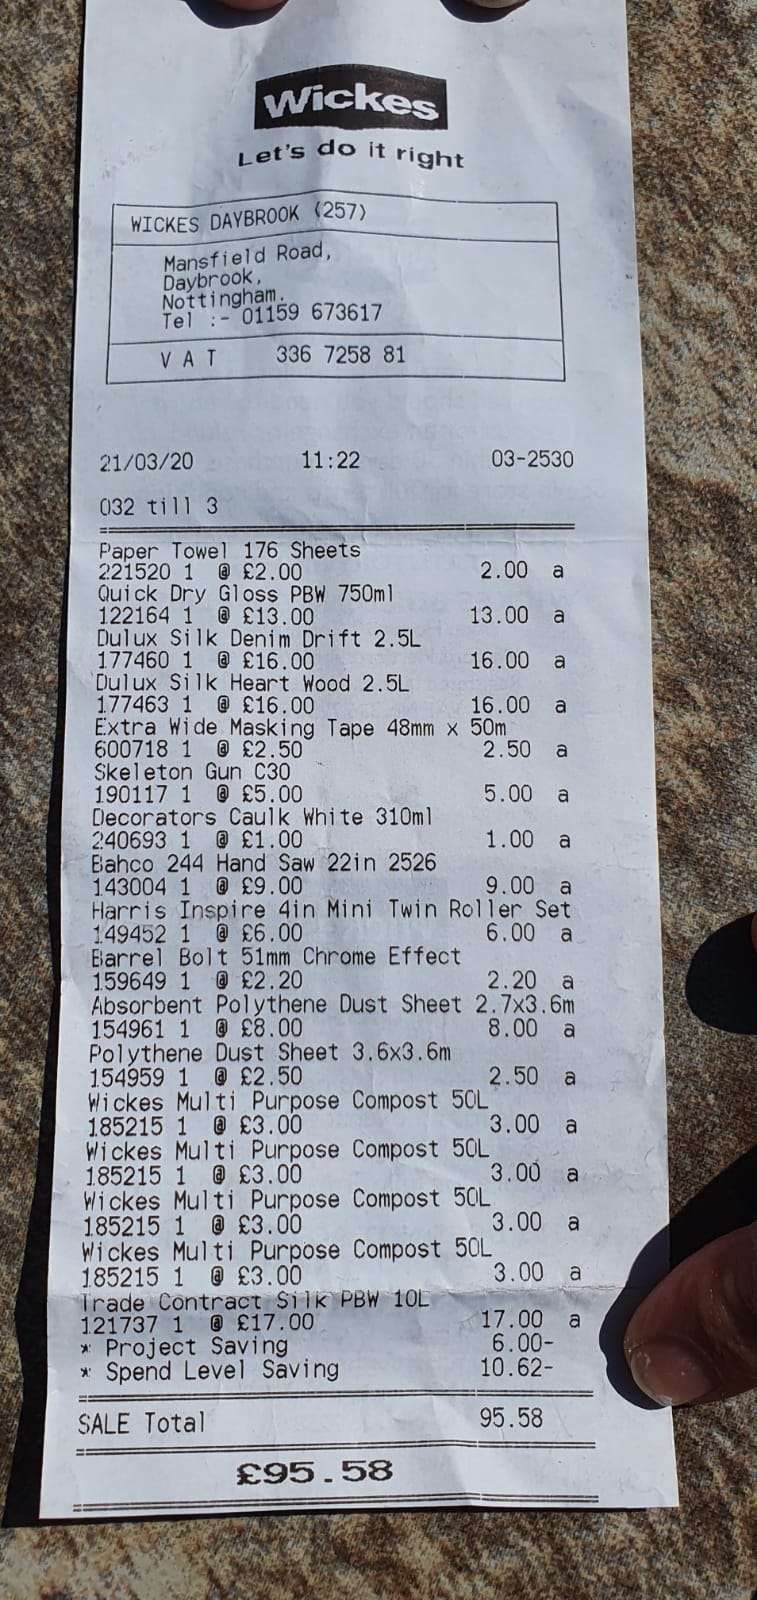 Wickes
Let's do it right
WICKES DAYBROOK (257)
Mansfield Road,
Daybrook,
Nottingham.
Tel :- 01159 673617
V A T 336 7258 81
21/03/20 11:22 03-2530
032 till 3
Paper Towel 176 Sheets
221520 1 @ £2.00 2.00 a
Quick Dry Gloss PBW 750ml
122164 1 @ £13.00 13.00 a
Dulux Silk Denim Drift 2.5L
177460 1 @ £16.00 16.00 a
Dulux Silk Heart Wood 2.5L
177463 1 @ £16.00 16.00 a
Extra Wide Masking Tape 48mm x 50m
600718 1 @ £2.50 2.50 a
Skeleton Gun C30
190117 1 @ £5.00 5.00 a
Decorators Caulk White 310ml
240693 1 @ £1.00 1.00 a
Bahco 244 Hand Saw 22in 2526
143004 1 @ £9.00 9.00 a
Harris Inspire 4in Mini Twin Roller Set
149452 1 @ £6.00 6.00 a
Barrel Bolt 51mm Chrome Effect
159649 1 @ £2.20 2.20 a
Absorbent Polythene Dust Sheet 2.7x3.6m
154961 1 @ £8.00 8.00 a
Polythene Dust Sheet 3.6x3.6m
154959 1 @ £2.50 2.50 a
Wickes Multi Purpose Compost 50L
185215 1 @ £3.00 3.00 a
Wickes Multi Purpose Compost 50L
185215 1 @ £3.00 3.00 a
Wickes Multi Purpose Compost 50L
185215 1 @ £3.00 3.00 a
Wickes Multi Purpose Compost 50L
185215 1 @ £3.00 3.00 a
Trade Contract Silk PBW 10L
121737 1 @ £17.00 17.00 a
* Project Saving 6.00-
* Spend Level Saving 10.62-
SALE Total 95.58
£95.58